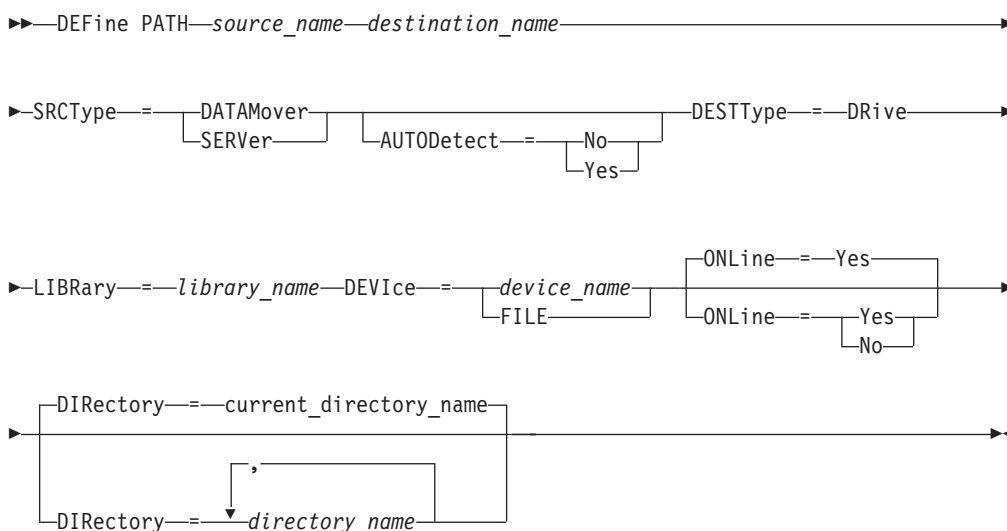 DEFine PATH source_name destination_name
SRCType = DATAMover AUTODetect = No DESTType = DRive
SERVer Yes
ONLine = Yes
LIBRary = library_name DEVIce = device_name ONLine = Yes
FILE No
DIRectory = current_directory_name
,
DIRectory = directory_name